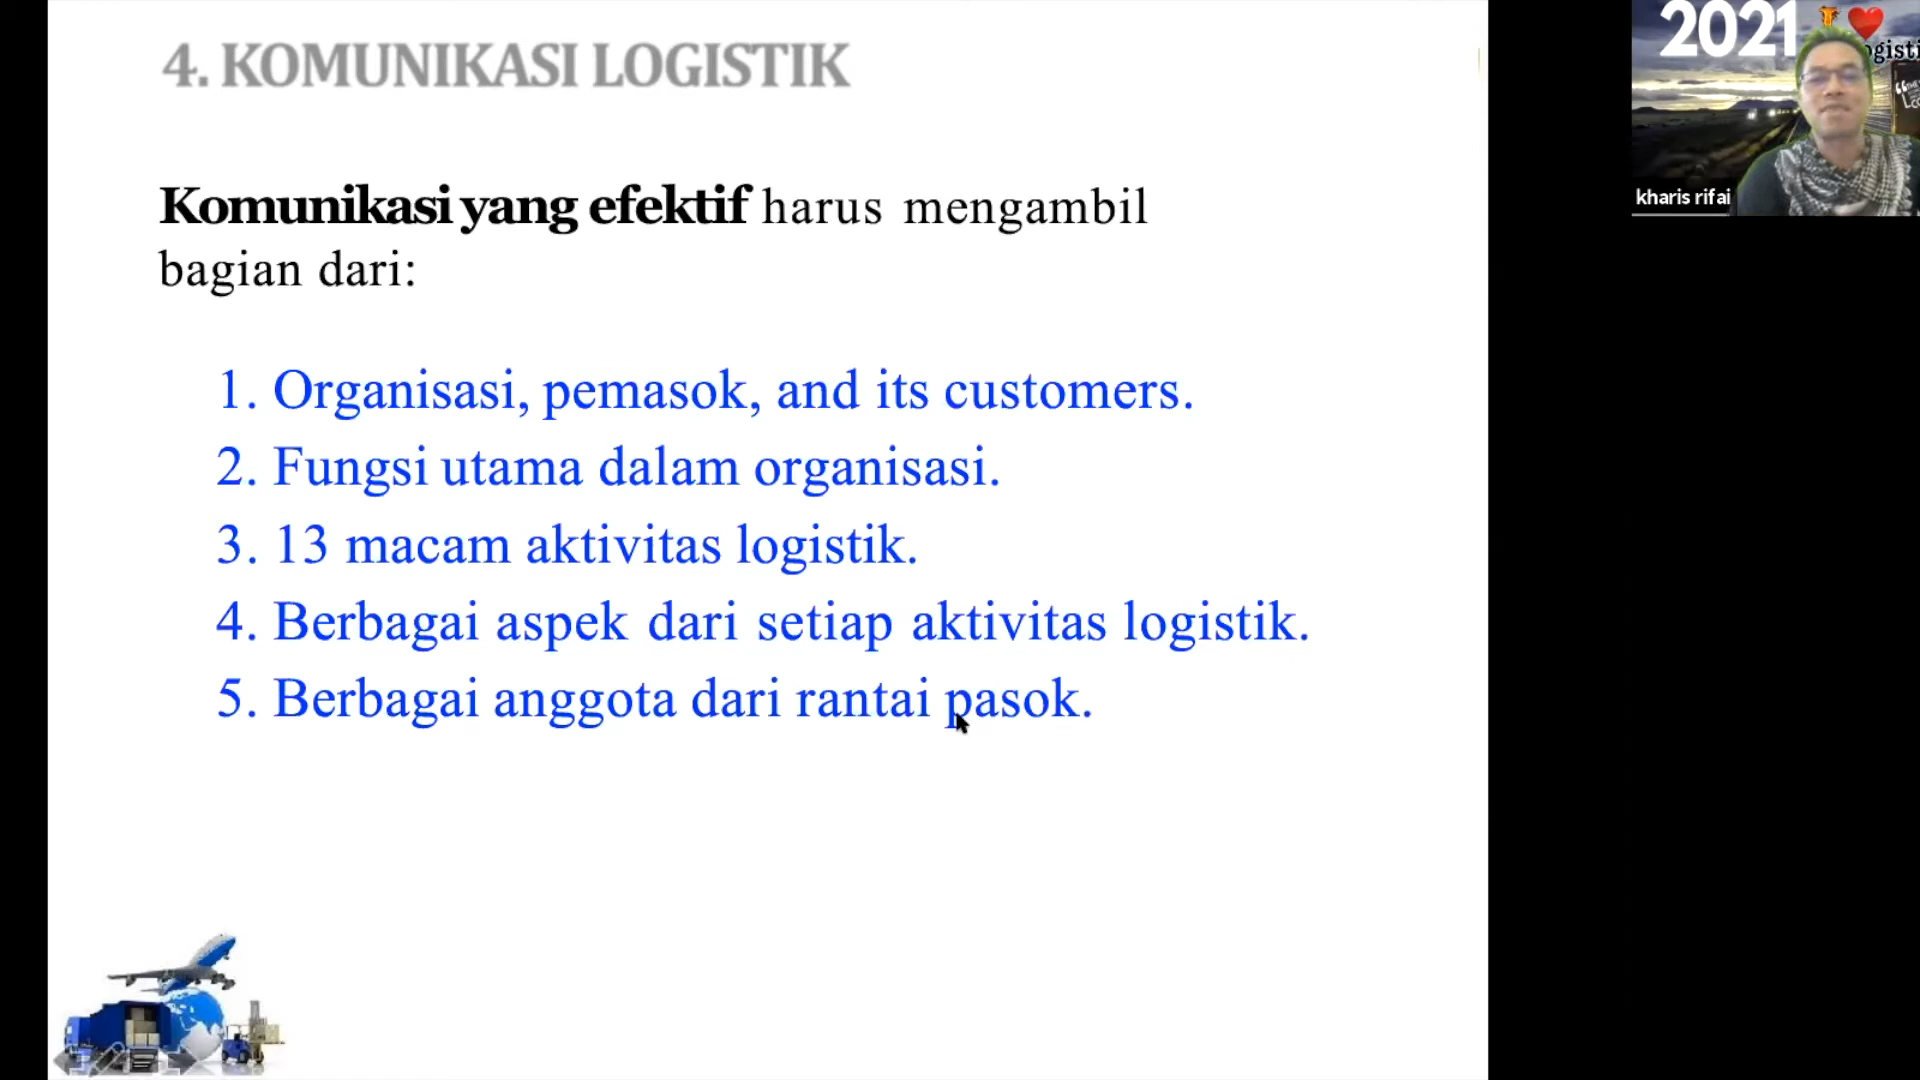 4. KOMUNIKASI LOGISTIK
Komunikasi yang efektif harus mengambil
bagian dari:
1. Organisasi, pemasok, and its customers.
2. Fungsi utama dalam organisasi.
3. 13 macam aktivitas logistik.
4. Berbagai aspek dari setiap aktivitas logistik.
5. Berbagai anggota dari rantai pasok.
2021 I
kharis rifai